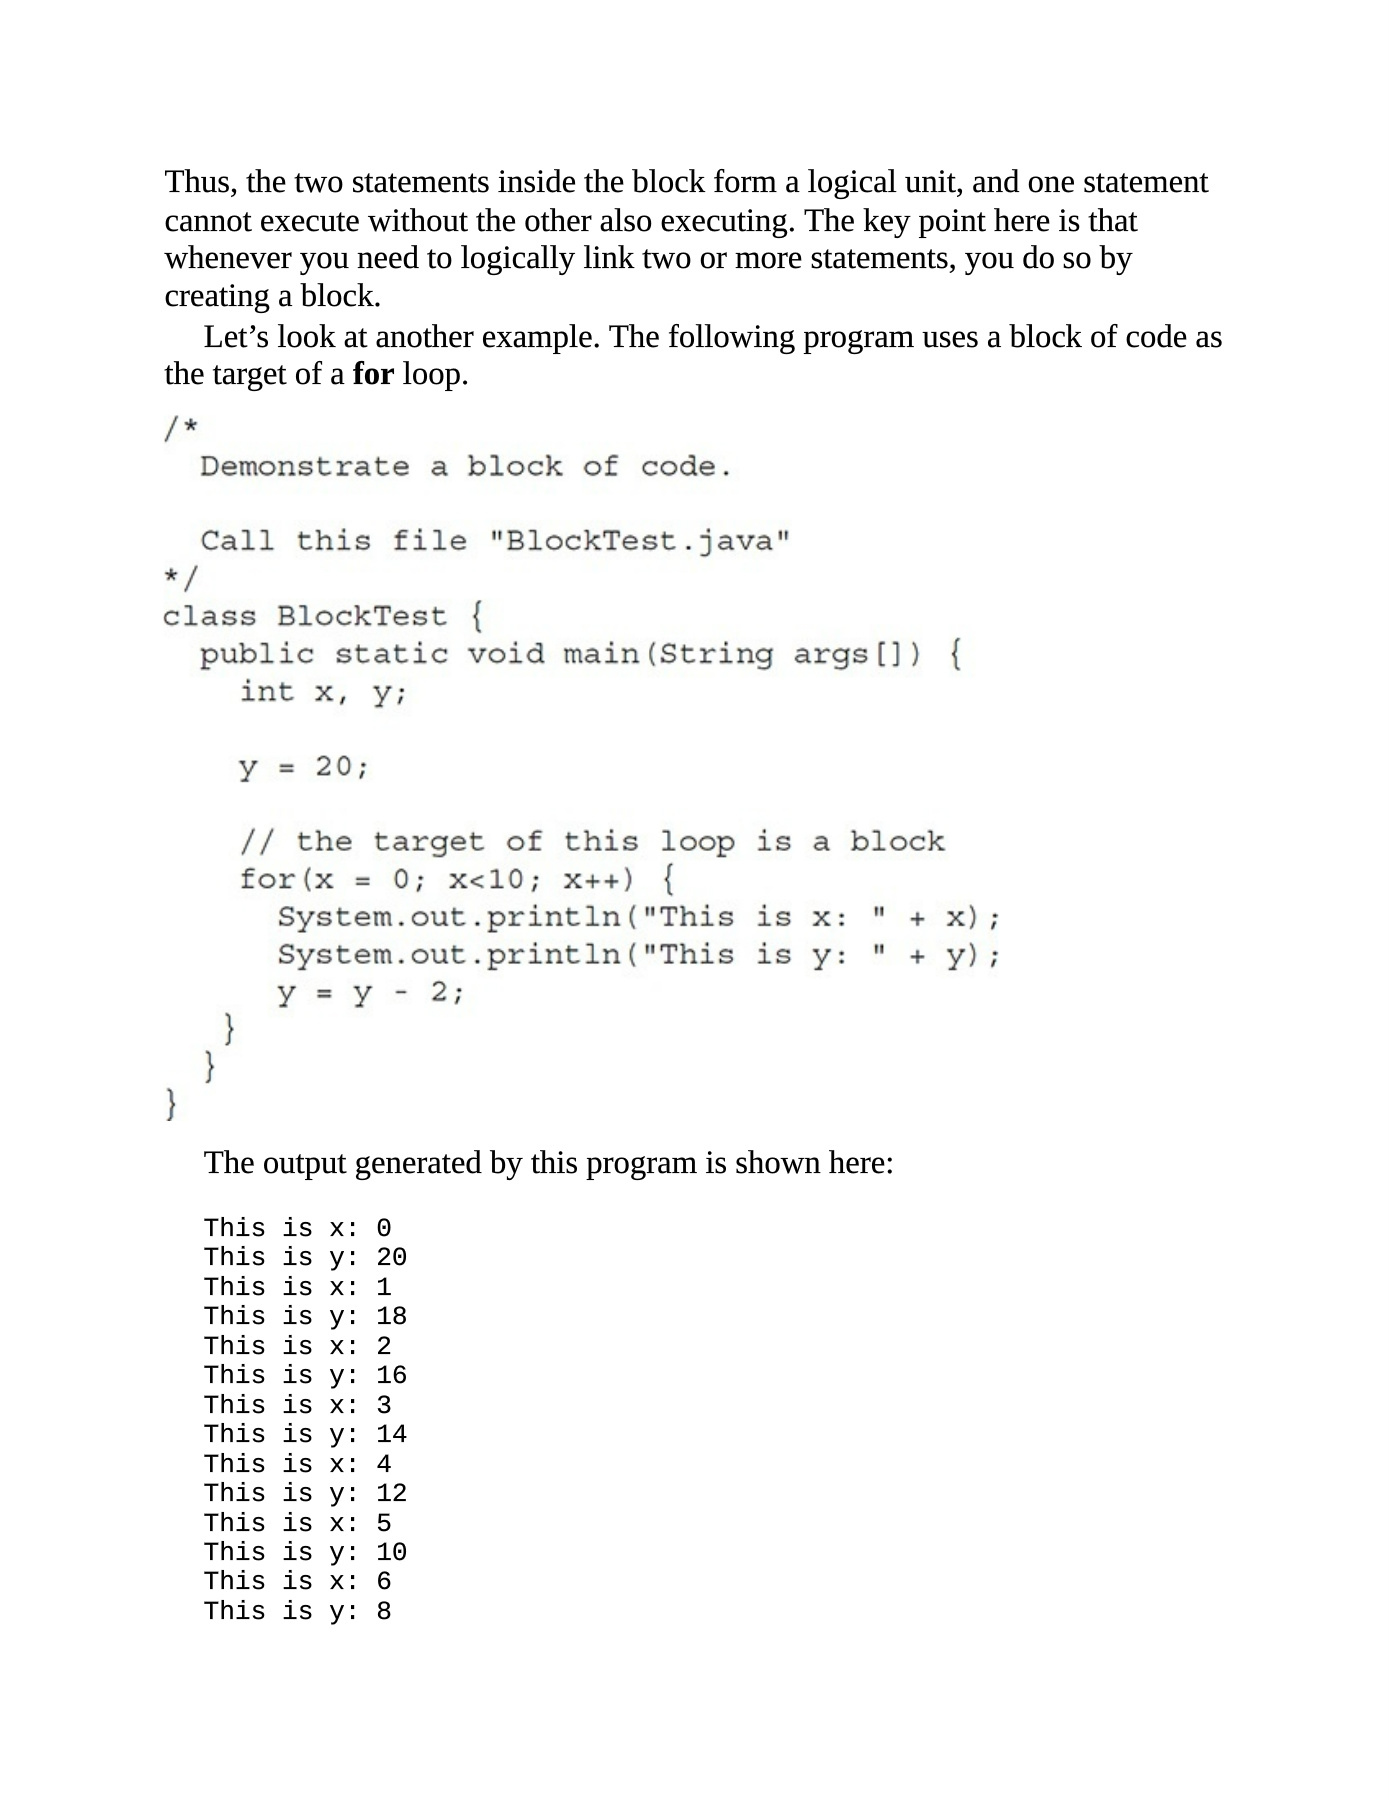 Thus, the two statements inside the block form a logical unit, and one statement
cannot execute without the other also executing. The key point here is that
whenever you need to logically link two or more statements, you do so by
creating a block.
Let’s look at another example. The following program uses a block of code as
the target of a for loop.
/*
Demonstrate a block of code.
Call this file "BlockTest.java"
*/
class BlockTest {
public static void main(String args[]) {
int x, y;
y = 20;
// the target of this loop is a block
for(x = 0; x<10; x++) {
System.out.println("This is x: " + x);
System.out.println("This is y: " + y);
y = y - 2;
}
}
}
The output generated by this program is shown here:
This is x: 0
This is y: 20
This is x: 1
This is y: 18
This is x: 2
This is y: 16
This is x: 3
This is y: 14
This is x: 4
This is y: 12
This is x: 5
This is y: 10
This is x: 6
This is y: 8